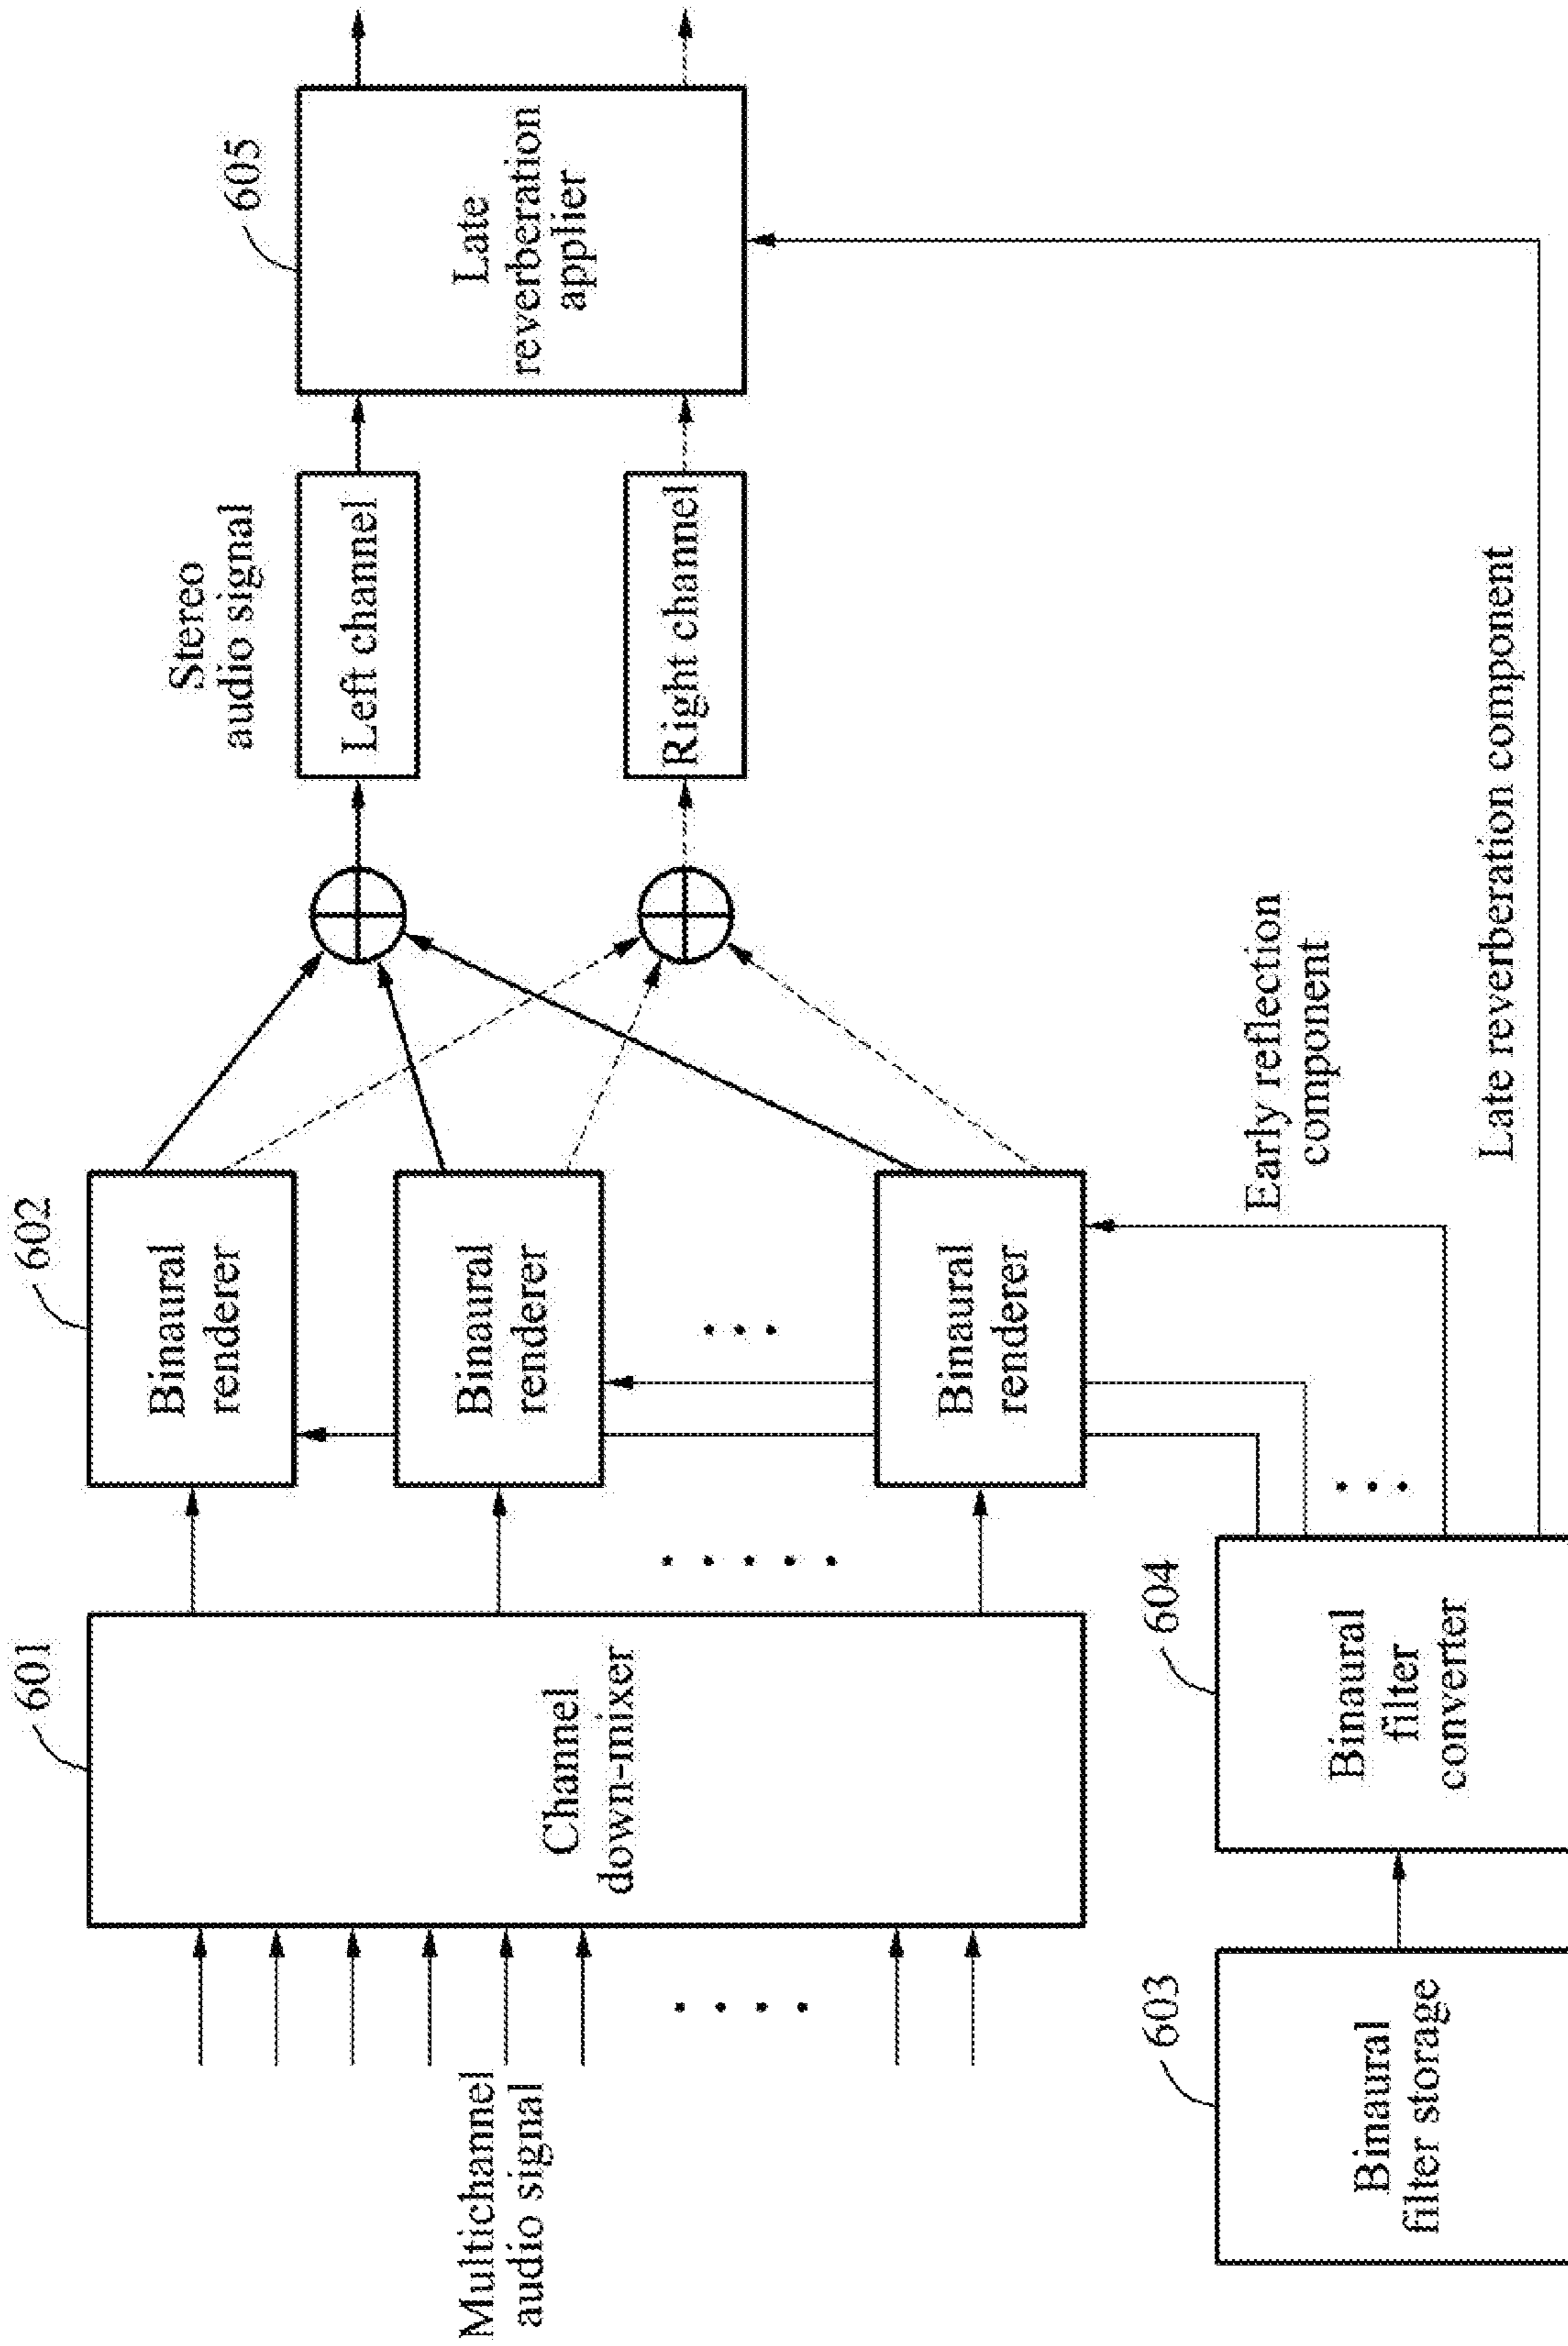 Multichannel
audio signal
601
Channel
down-mixer
602
Binaural
renderer
Binaural
renderer
Binaural
renderer
Stereo
audio signal
Left channel
Right channel
605
Late
reverberation
applier
603
Binaural
filter storage
604
Binaural
filter
converter
Early reflection
component
Late reverberation component